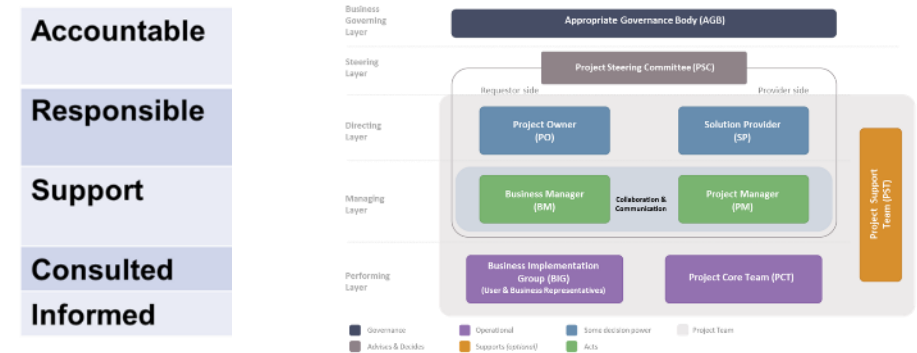 Accountable
Responsible
Support
Consulted
Informed
Business
Governing
Layer
Appropriate Governance Body (AGB)
Steering
Layer
Project Steering Committee (PSC)
Requestor side
Provider side
Directing
Layer
Project Owner
(PO)
Solution Provider
(SP)
Managing
Layer
Business Manager
(BM)
Collaboration &
Communication
Project Manager
(PM)
Project Support
Team (PST)
Performing
Layer
Business Implementation
Group (BIG)
(User & Business Representatives)
Project Core Team (PCT)
Governance
Operational
Some decision power
Project Team
Advises & Decides
Supports (optional)
Acts